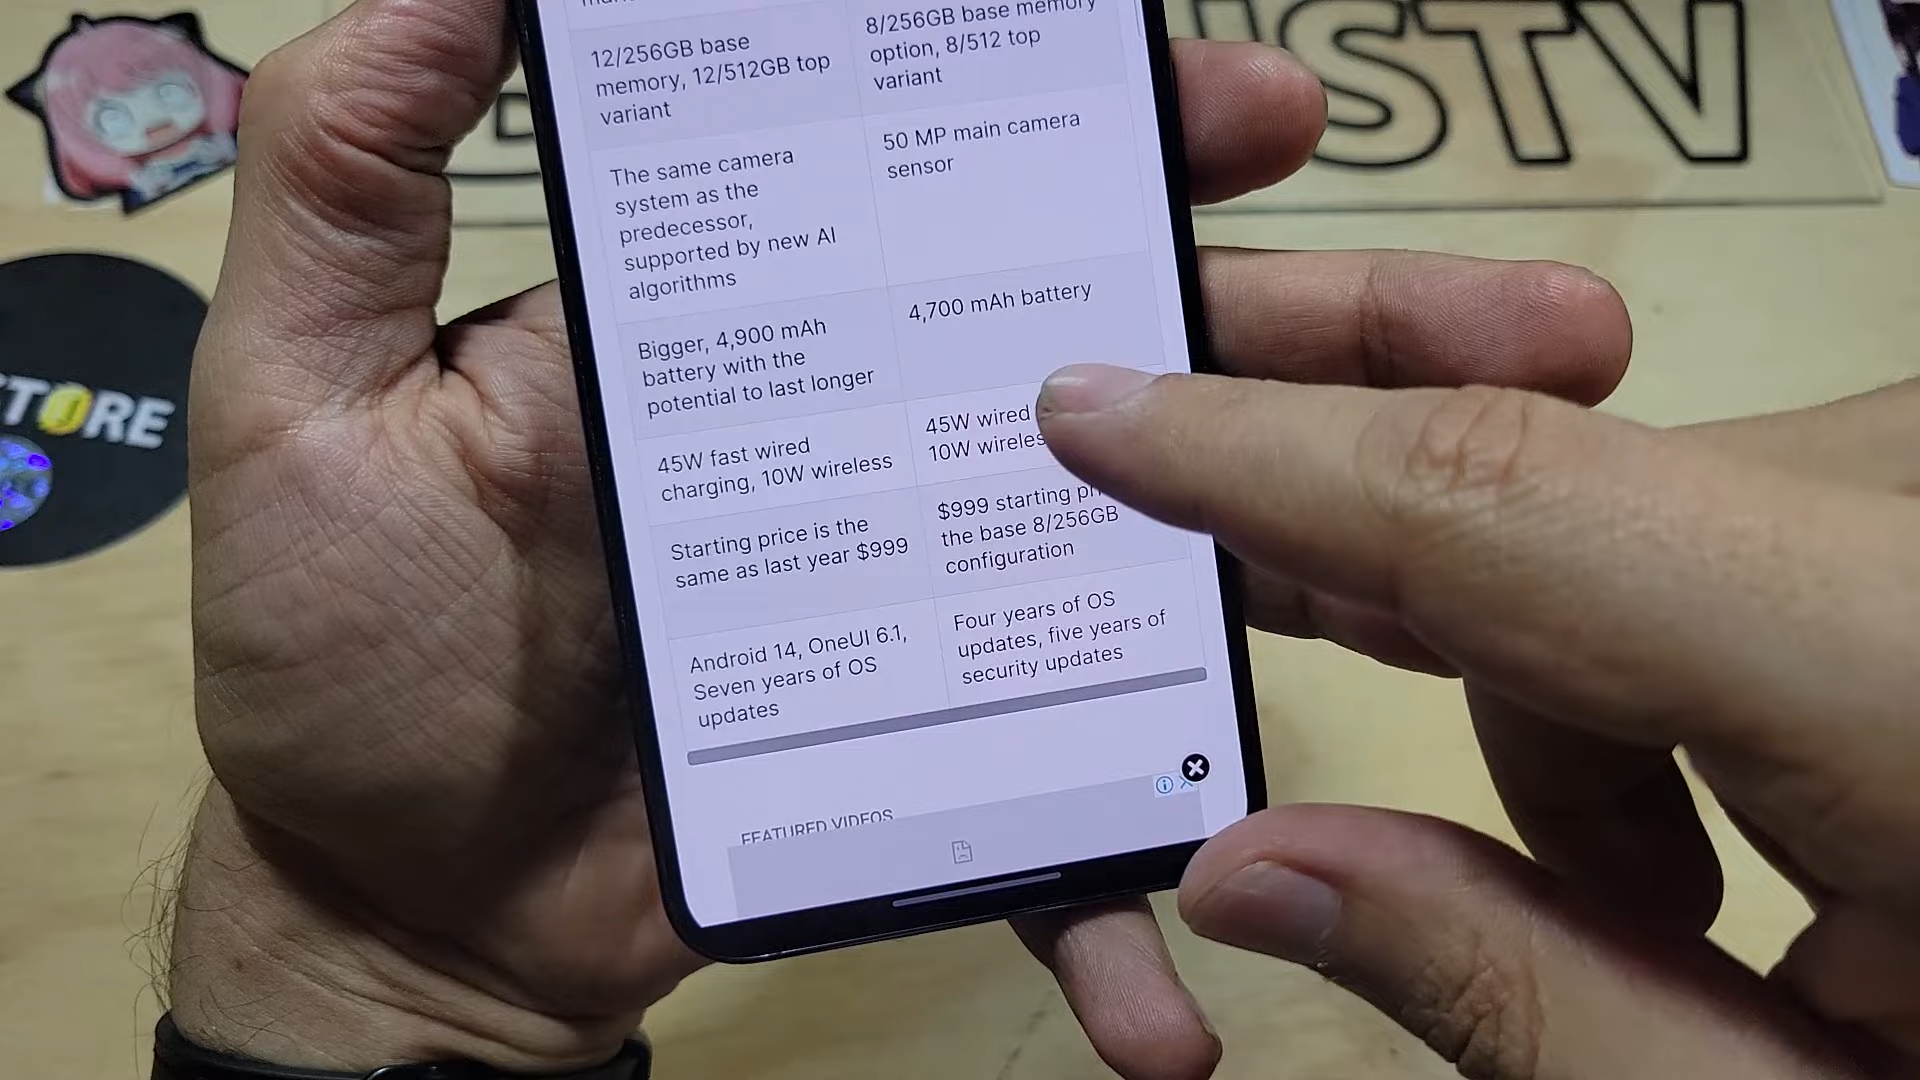 12/256GB base
memory, 12/512GB top
variant
8/256GB base memory
option, 8/512 top
variant
The same camera
system as the
predecessor,
supported by new AI
algorithms
50 MP main camera
sensor
Bigger, 4,900 mAh
battery with the
potential to last longer
4,700 mAh battery
45W fast wired
charging, 10W wireless
45W wired
10W
Starting price is the
same as last year $999
$999 starting
the base 8/256GB
configuration
Android 14, OneUI 6.1,
Seven years of OS
updates
Four years of OS
updates, five years of
security updates
FEATURED VIDEOS